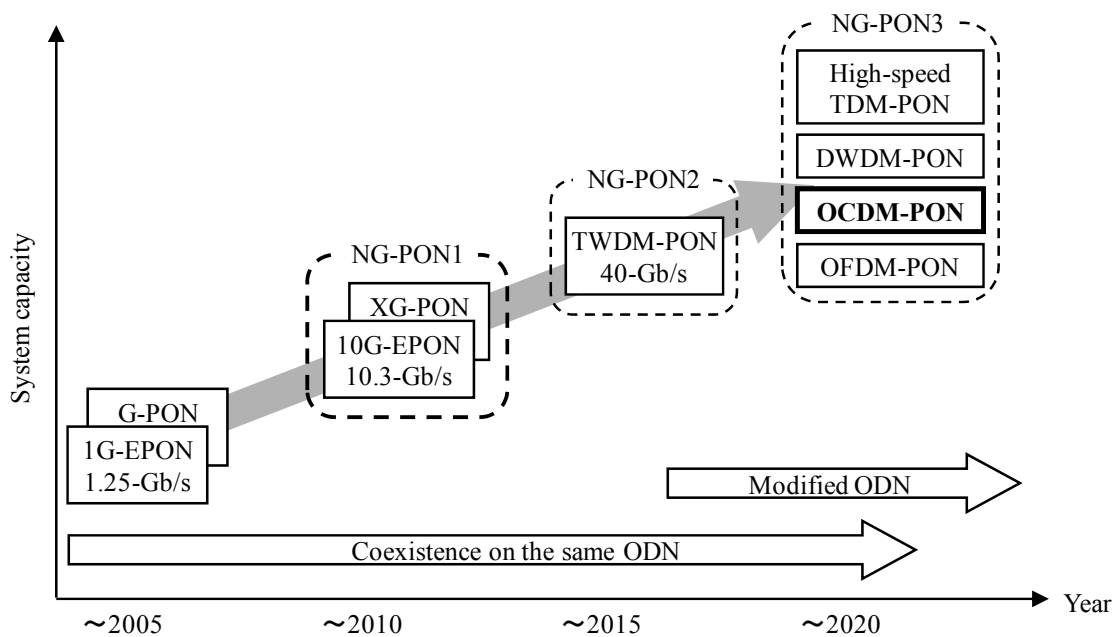 NG-PON3
High-speed
TDM-PON
DWDM-PON
OCDM-PON
OFDM-PON
NG-PON2
TWDM-PON
40-Gb/s
NG-PON1
XG-PON
10G-EPON
10.3-Gb/s
G-PON
1G-EPON
1.25-Gb/s
System capacity
Modified ODN
Coexistence on the same ODN
Year
～2005
～2010
～2015
～2020